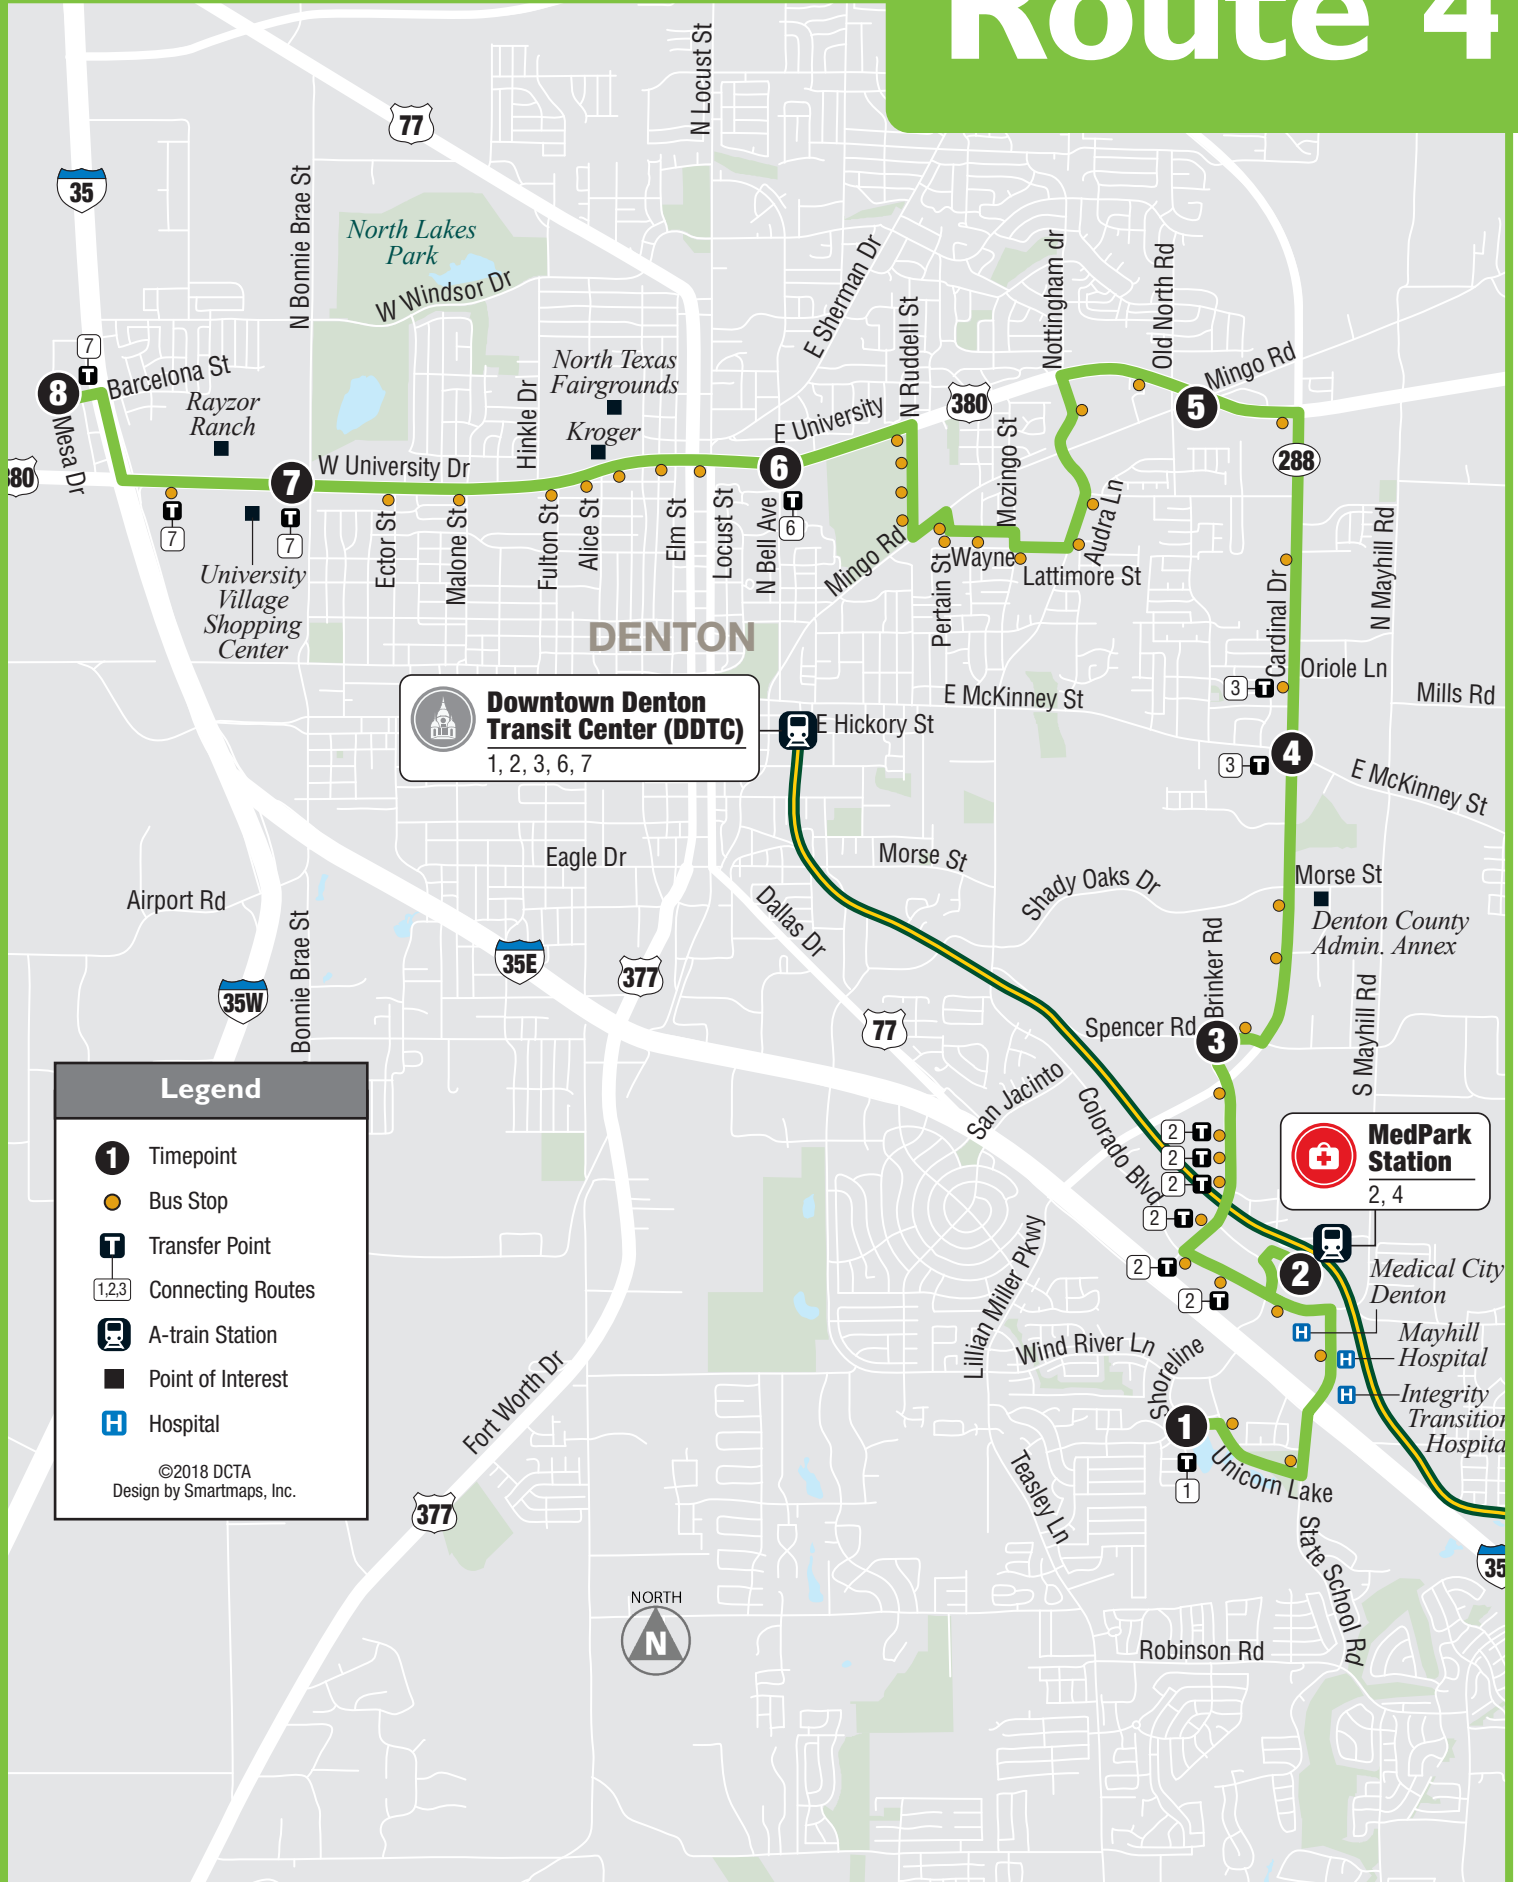 Route 4
N Locust St
77
35
N Bonnie Brae St
North Lakes
Park
W Windsor Dr
E Sherman Dr
N Ruddell St
Nottingham dr
Old North Rd
Mingo Rd
7
T
8
Barcelona St
Mesa Dr
Rayzor
Ranch
North Texas
Fairgrounds
Kroger
Hinkle Dr
E University
380
Mozingo St
5
288
W University Dr
7
6
T
7
T
7
T
6
University
Village
Shopping
Center
Ector St
Malone St
Fulton St
Alice St
Elm St
Locust St
N Bell Ave
Mingo Rd
Pertain St
Wayne
Lattimore St
Audra Ln
Cardinal Dr
N Mayhill Rd
DENTON
Downtown Denton
Transit Center (DDTC)
1, 2, 3, 6, 7
E Hickory St
E McKinney St
3
T
Oriole Ln
Mills Rd
3
T
4
E McKinney St
Eagle Dr
Morse St
Shady Oaks Dr
Morse St
Denton County
Admin. Annex
Airport Rd
Dallas Dr
Bonnie Brae St
35E
377
35W
77
Spencer Rd
Brinker Rd
3
S Mayhill Rd
San Jacinto
Colorado Blvd
2
T
2
T
2
T
2
T
2
T
2
T
MedPark
Station
2, 4
2
Medical City
Denton
H
Mayhill
Hospital
H
Integrity
H
Lillian Miller Pkwy
Wind River Ln
Shoreline
1
T
1
Unicorn Lake
Teasley Ln
State School Rd
35
Fort Worth Dr
377
Robinson Rd
Legend
1
Timepoint
Bus Stop
T
Transfer Point
1,2,3
Connecting Routes
A-train Station
Point of Interest
H
Hospital
©2018 DCTA
Design by Smartmaps, Inc.
NORTH
N